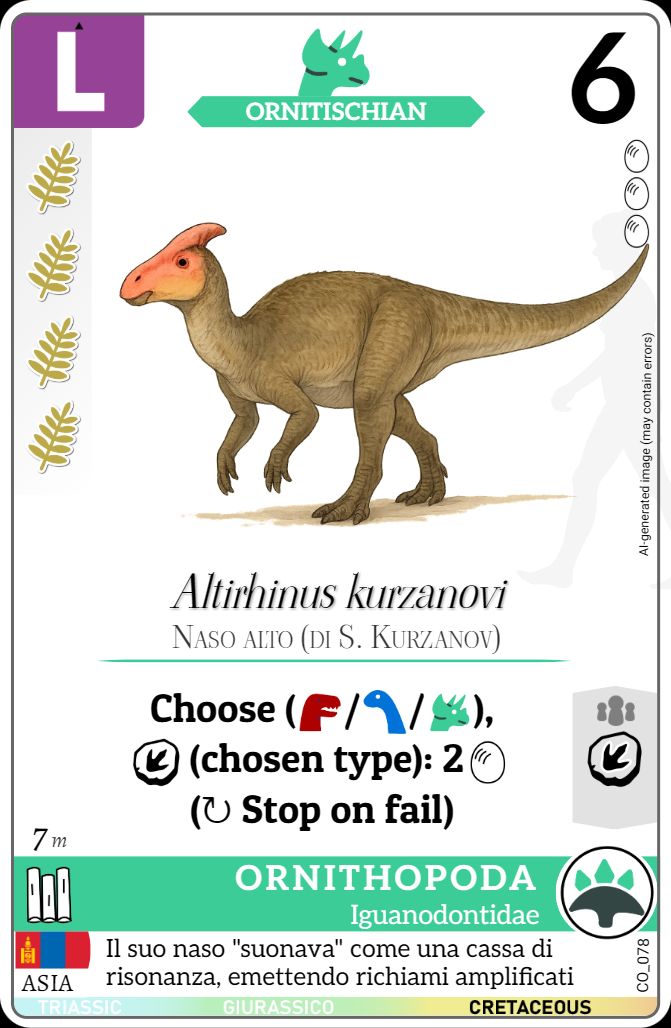 L
ORNITISCHIAN
6
AI-generated image (may contain errors)
Altirhinus kurzanovi
Naso alto (di S. Kurzanov)
Choose ( / / ),
(chosen type): 2
(↻ Stop on fail)
7 m
ORNITHOPODA
Iguanodontidae
ASIA
Il suo naso "suonava" come una cassa di
risonanza, emettendo richiami amplificati
CO_078
TRIASSIC GIURASSICO CRETACEOUS